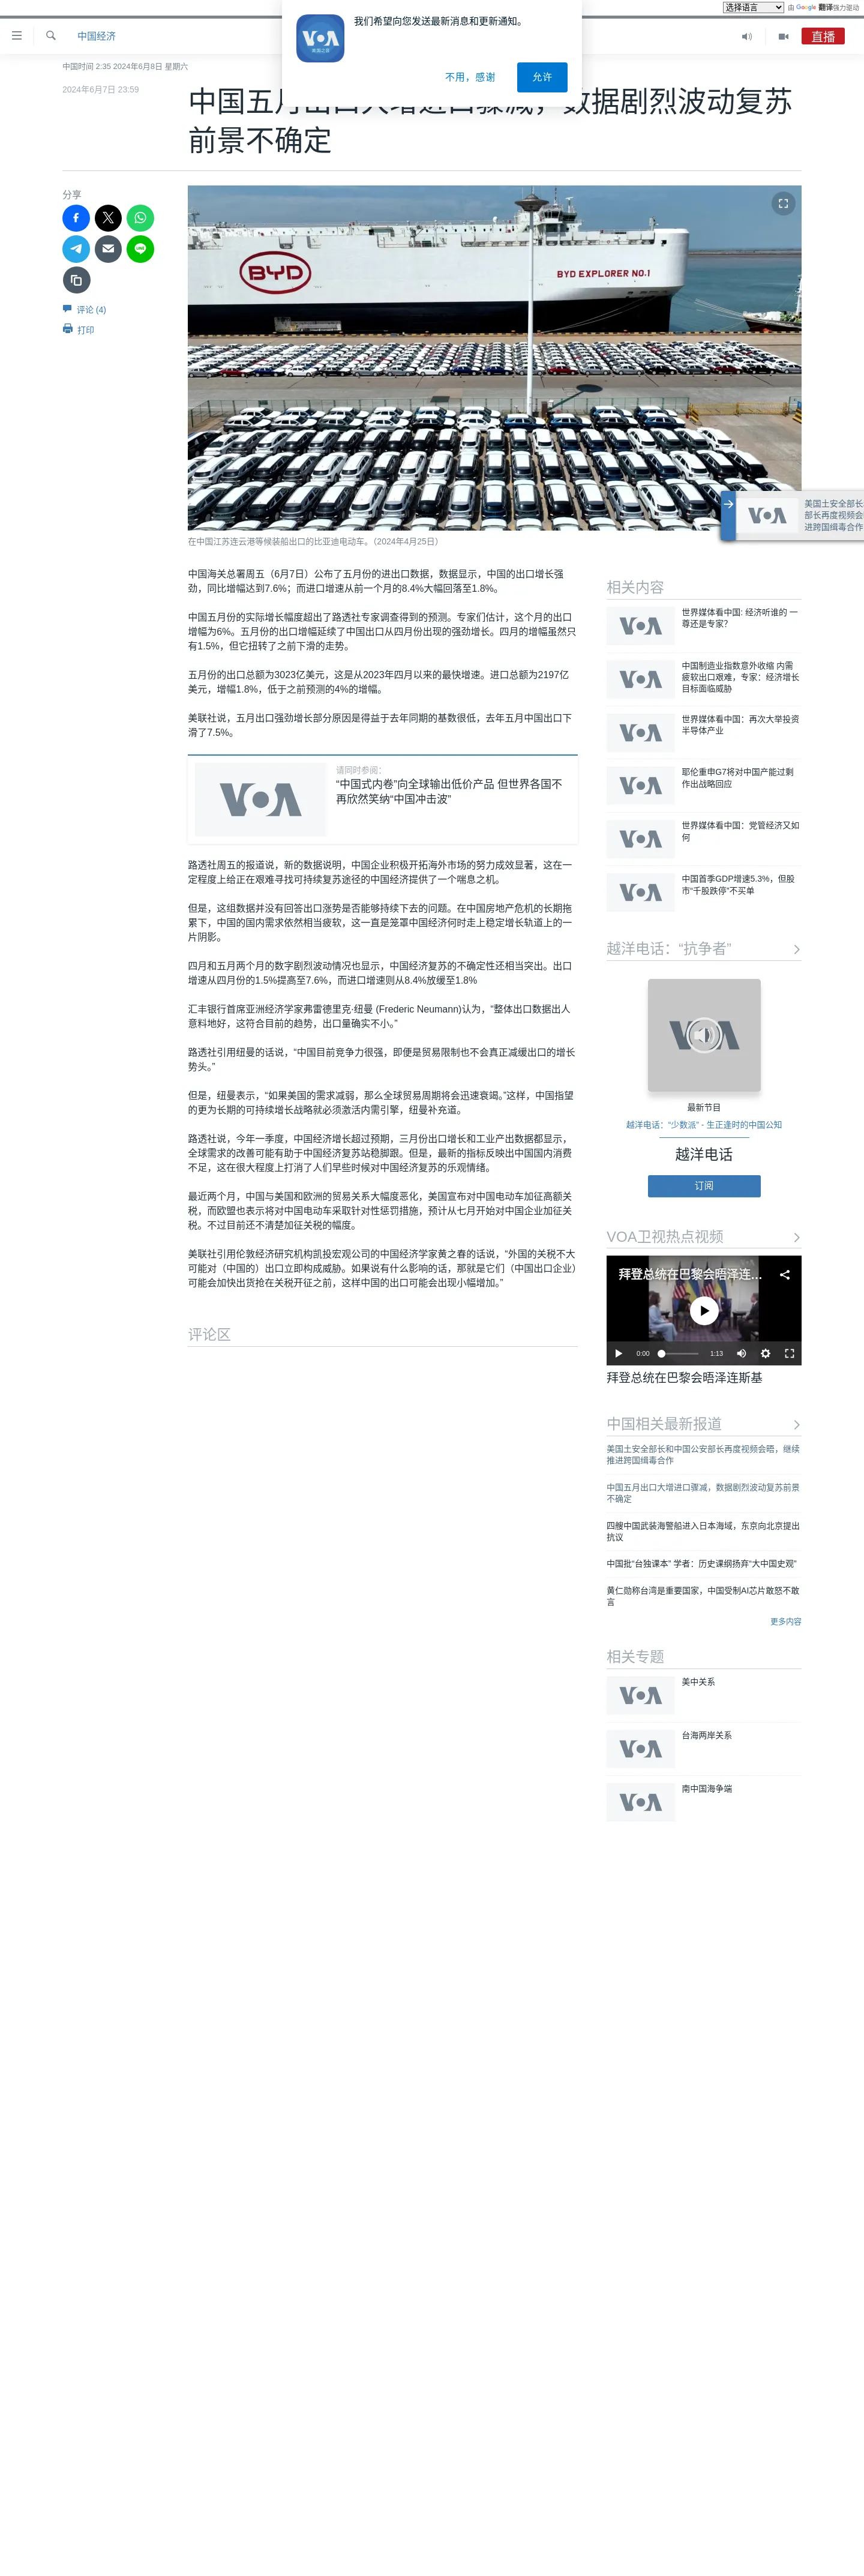 选择语言
由 Google 翻译强力驱动
我们希望向您发送最新消息和更新通知。
VOA
美国之音
不用，感谢
允许
中国经济
直播
中国时间 2:35 2024年6月8日 星期六
2024年6月7日 23:59
数据剧烈波动复苏
前景不确定
分享
评论 (4)
打印
BYD
BYD EXPLORER NO.1
在中国江苏连云港等候装船出口的比亚迪电动车。（2024年4月25日）
VOA
美国土安全部长
部长再度视频会
进跨国缉毒合作
中国海关总署周五（6月7日）公布了五月份的进出口数据，数据显示，中国的出口增长强
劲，同比增幅达到7.6%；而进口增速从前一个月的8.4%大幅回落至1.8%。
中国五月份的实际增长幅度超出了路透社专家调查得到的预测。专家们估计，这个月的出口
增幅为6%。五月份的出口增幅延续了中国出口从四月份出现的强劲增长。四月的增幅虽然只
有1.5%，但它扭转了之前下滑的走势。
五月份的出口总额为3023亿美元，这是从2023年四月以来的最快增速。进口总额为2197亿
美元，增幅1.8%，低于之前预测的4%的增幅。
美联社说，五月出口强劲增长部分原因是得益于去年同期的基数很低，去年五月中国出口下
滑了7.5%。
VOA
请同时参阅：
“中国式内卷”向全球输出低价产品 但世界各国不
再欣然笑纳“中国冲击波”
路透社周五的报道说，新的数据说明，中国企业积极开拓海外市场的努力成效显著，这在一
定程度上给正在艰难寻找可持续复苏途径的中国经济提供了一个喘息之机。
但是，这组数据并没有回答出口涨势是否能够持续下去的问题。在中国房地产危机的长期拖
累下，中国的国内需求依然相当疲软，这一直是笼罩中国经济何时走上稳定增长轨道上的一
片阴影。
四月和五月两个月的数字剧烈波动情况也显示，中国经济复苏的不确定性还相当突出。出口
增速从四月份的1.5%提高至7.6%，而进口增速则从8.4%放缓至1.8%
汇丰银行首席亚洲经济学家弗雷德里克·纽曼 (Frederic Neumann)认为，“整体出口数据出人
意料地好，这符合目前的趋势，出口量确实不小。”
路透社引用纽曼的话说，“中国目前竞争力很强，即便是贸易限制也不会真正减缓出口的增长
势头。”
但是，纽曼表示，“如果美国的需求减弱，那么全球贸易周期将会迅速衰竭。”这样，中国指望
的更为长期的可持续增长战略就必须激活内需引擎，纽曼补充道。
路透社说，今年一季度，中国经济增长超过预期，三月份出口增长和工业产出数据都显示，
全球需求的改善可能有助于中国经济复苏站稳脚跟。但是，最新的指标反映出中国国内消费
不足，这在很大程度上打消了人们早些时候对中国经济复苏的乐观情绪。
最近两个月，中国与美国和欧洲的贸易关系大幅度恶化，美国宣布对中国电动车加征高额关
税，而欧盟也表示将对中国电动车采取针对性惩罚措施，预计从七月开始对中国企业加征关
税。不过目前还不清楚加征关税的幅度。
美联社引用伦敦经济研究机构凯投宏观公司的中国经济学家黄之春的话说，“外国的关税不大
可能对（中国的）出口立即构成威胁。如果说有什么影响的话，那就是它们（中国出口企业）
可能会加快出货抢在关税开征之前，这样中国的出口可能会出现小幅增加。”
评论区
相关内容
VOA
世界媒体看中国: 经济听谁的 一
尊还是专家?
VOA
中国制造业指数意外收缩 内需
疲软出口艰难，专家：经济增长
目标面临威胁
VOA
世界媒体看中国：再次大举投资
半导体产业
VOA
耶伦重申G7将对中国产能过剩
作出战略回应
VOA
世界媒体看中国：党管经济又如
何
VOA
中国首季GDP增速5.3%，但股
市“千股跌停”不买单
越洋电话：“抗争者”
VOA
最新节目
越洋电话：“少数派” - 生正逢时的中国公知
越洋电话
订阅
VOA卫视热点视频
拜登总统在巴黎会晤泽连...
0:00
1:13
拜登总统在巴黎会晤泽连斯基
中国相关最新报道
美国土安全部长和中国公安部长再度视频会晤，继续
推进跨国缉毒合作
中国五月出口大增进口骤减，数据剧烈波动复苏前景
不确定
四艘中国武装海警船进入日本海域，东京向北京提出
抗议
中国批“台独课本” 学者：历史课纲扬弃“大中国史观”
黄仁勋称台湾是重要国家，中国受制AI芯片敢怒不敢
言
更多内容
相关专题
VOA
美中关系
VOA
台海两岸关系
VOA
南中国海争端